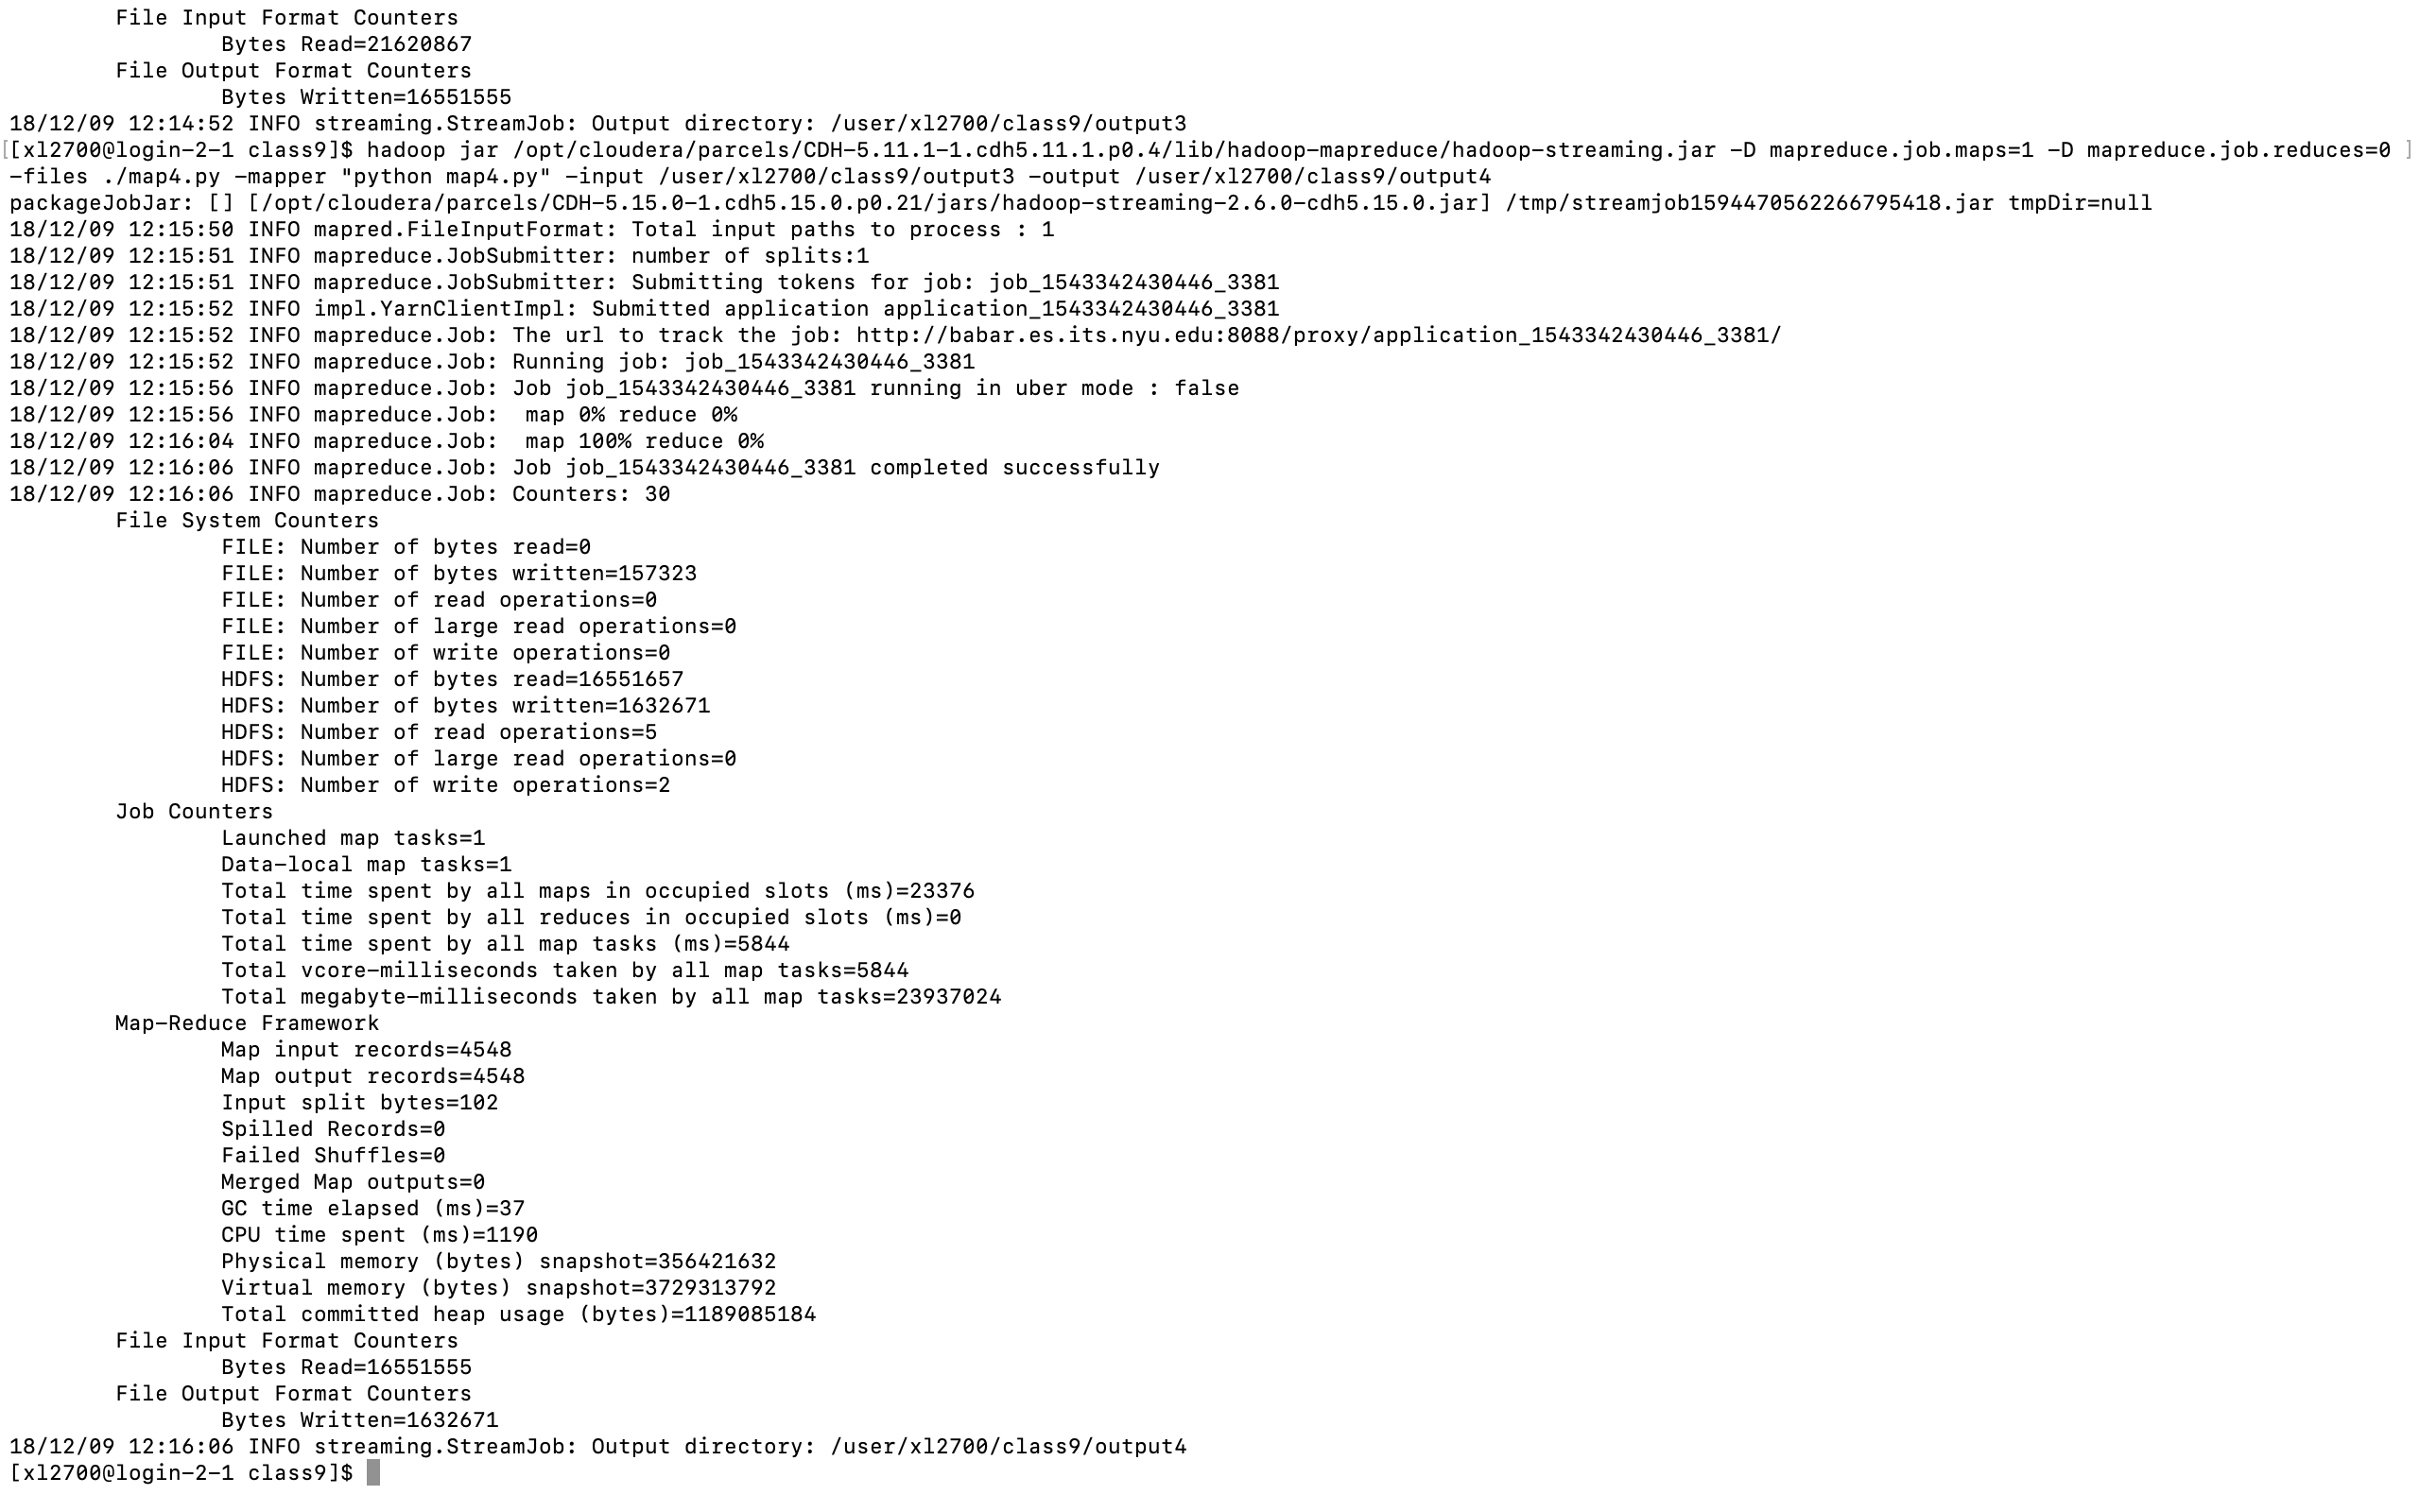 File Input Format Counters
Bytes Read=21620867
File Output Format Counters
Bytes Written=16551555
18/12/09 12:14:52 INFO streaming.StreamJob: Output directory: /user/xl2700/class9/output3
[[xl2700@login-2-1 class9]$ hadoop jar /opt/cloudera/parcels/CDH-5.11.1-1.cdh5.11.1.p0.4/lib/hadoop-mapreduce/hadoop-streaming.jar -D mapreduce.job.maps=1 -D mapreduce.job.reduces=0 ]
-files ./map4.py -mapper "python map4.py" -input /user/xl2700/class9/output3 -output /user/xl2700/class9/output4
packageJobJar: [] [/opt/cloudera/parcels/CDH-5.15.0-1.cdh5.15.0.p0.21/jars/hadoop-streaming-2.6.0-cdh5.15.0.jar] /tmp/streamjob1594470562266795418.jar tmpDir=null
18/12/09 12:15:50 INFO mapred.FileInputFormat: Total input paths to process : 1
18/12/09 12:15:51 INFO mapreduce.JobSubmitter: number of splits:1
18/12/09 12:15:51 INFO mapreduce.JobSubmitter: Submitting tokens for job: job_1543342430446_3381
18/12/09 12:15:52 INFO impl.YarnClientImpl: Submitted application application_1543342430446_3381
18/12/09 12:15:52 INFO mapreduce.Job: The url to track the job: http://babar.es.its.nyu.edu:8088/proxy/application_1543342430446_3381/
18/12/09 12:15:52 INFO mapreduce.Job: Running job: job_1543342430446_3381
18/12/09 12:15:56 INFO mapreduce.Job: Job job_1543342430446_3381 running in uber mode : false
18/12/09 12:15:56 INFO mapreduce.Job:  map 0% reduce 0%
18/12/09 12:16:04 INFO mapreduce.Job:  map 100% reduce 0%
18/12/09 12:16:06 INFO mapreduce.Job: Job job_1543342430446_3381 completed successfully
18/12/09 12:16:06 INFO mapreduce.Job: Counters: 30
File System Counters
FILE: Number of bytes read=0
FILE: Number of bytes written=157323
FILE: Number of read operations=0
FILE: Number of large read operations=0
FILE: Number of write operations=0
HDFS: Number of bytes read=16551657
HDFS: Number of bytes written=1632671
HDFS: Number of read operations=5
HDFS: Number of large read operations=0
HDFS: Number of write operations=2
Job Counters
Launched map tasks=1
Data-local map tasks=1
Total time spent by all maps in occupied slots (ms)=23376
Total time spent by all reduces in occupied slots (ms)=0
Total time spent by all map tasks (ms)=5844
Total vcore-milliseconds taken by all map tasks=5844
Total megabyte-milliseconds taken by all map tasks=23937024
Map-Reduce Framework
Map input records=4548
Map output records=4548
Input split bytes=102
Spilled Records=0
Failed Shuffles=0
Merged Map outputs=0
GC time elapsed (ms)=37
CPU time spent (ms)=1190
Physical memory (bytes) snapshot=356421632
Virtual memory (bytes) snapshot=3729313792
Total committed heap usage (bytes)=1189085184
File Input Format Counters
Bytes Read=16551555
File Output Format Counters
Bytes Written=1632671
18/12/09 12:16:06 INFO streaming.StreamJob: Output directory: /user/xl2700/class9/output4
[xl2700@login-2-1 class9]$